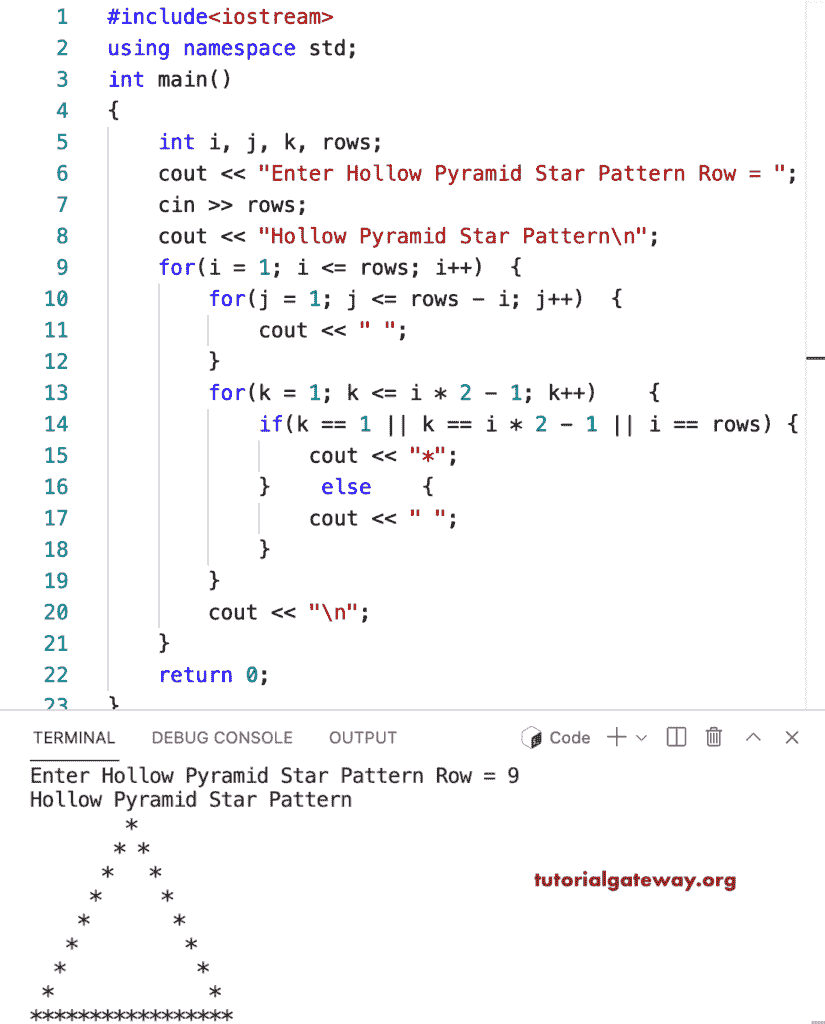 1 #include<iostream>
2 using namespace std;
3 int main()
4 {
5     int i, j, k, rows;
6     cout << "Enter Hollow Pyramid Star Pattern Row = ";
7     cin >> rows;
8     cout << "Hollow Pyramid Star Pattern\n";
9     for(i = 1; i <= rows; i++)  {
10         for(j = 1; j <= rows - i; j++)  {
11             cout << " ";
12         }
13         for(k = 1; k <= i * 2 - 1; k++)    {
14             if(k == 1 || k == i * 2 - 1 || i == rows) {
15                 cout << "*";
16             }    else    {
17                 cout << " ";
18             }
19         }
20         cout << "\n";
21     }
22     return 0;
23 }
TERMINAL DEBUG CONSOLE OUTPUT Code
Enter Hollow Pyramid Star Pattern Row = 9
Hollow Pyramid Star Pattern
        *
       * *
      *   *
     *     *
    *       *
   *         *
  *           *
 *             *
*****************
tutorialgateway.org